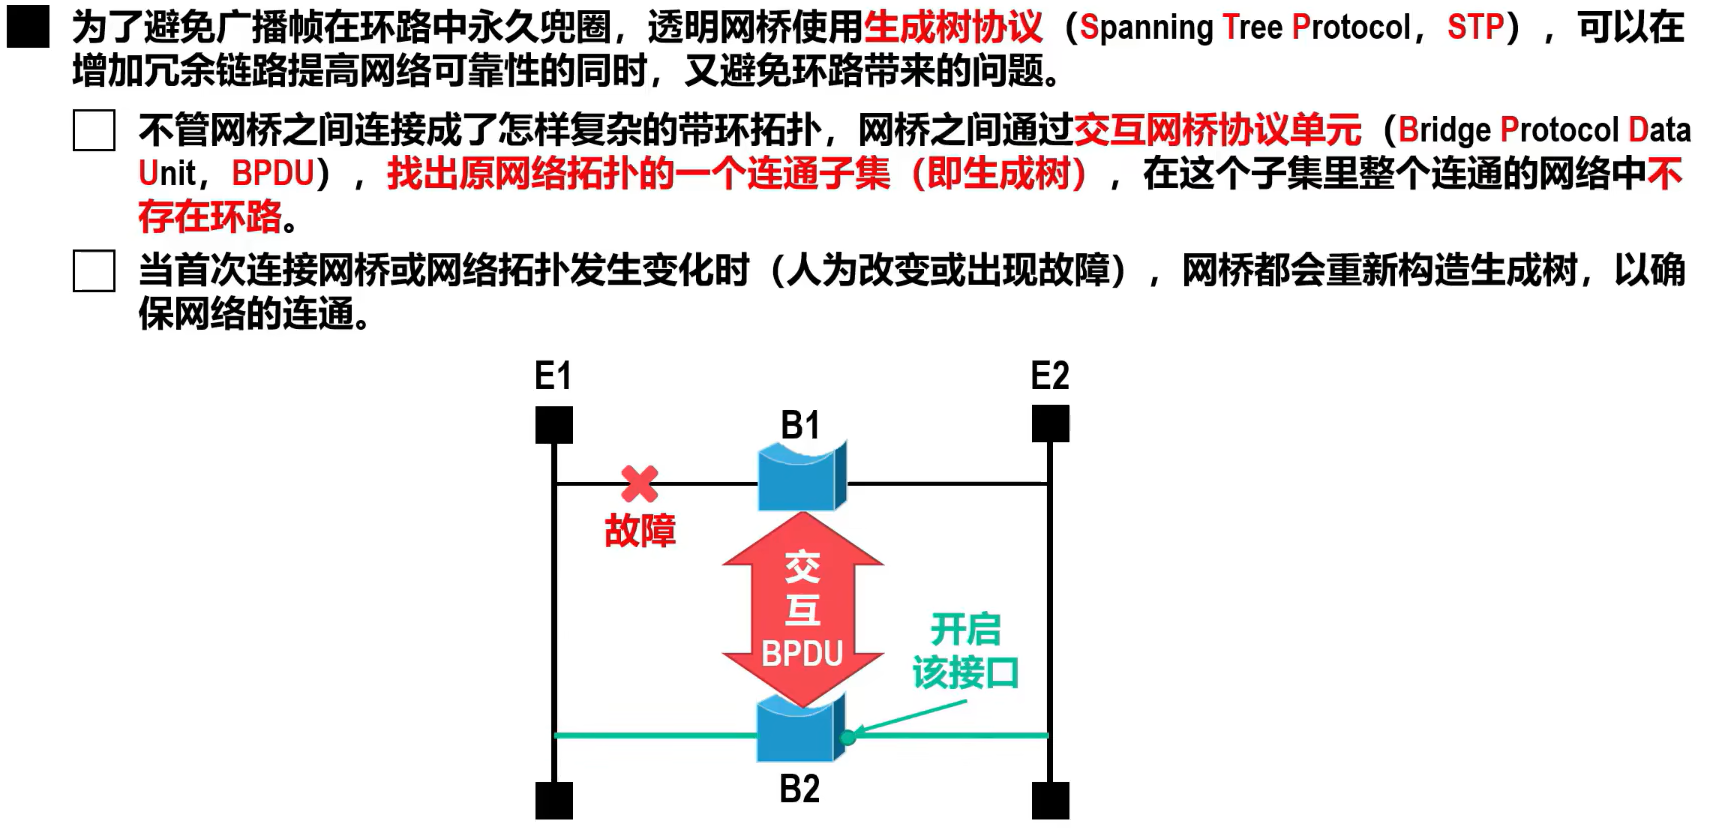 为了避免广播帧在环路中永久兜圈，透明网桥使用生成树协议（Spanning Tree Protocol，STP），可以在
增加冗余链路提高网络可靠性的同时，又避免环路带来的问题。
不管网桥之间连接成了怎样复杂的带环拓扑，网桥之间通过交互网桥协议单元（Bridge Protocol Data
Unit，BPDU），找出原网络拓扑的一个连通子集（即生成树），在这个子集里整个连通的网络中不
存在环路。
当首次连接网桥或网络拓扑发生变化时（人为改变或出现故障），网桥都会重新构造生成树，以确
保网络的连通。
E1
E2
B1
故障
交
互
BPDU
开启
该接口
B2